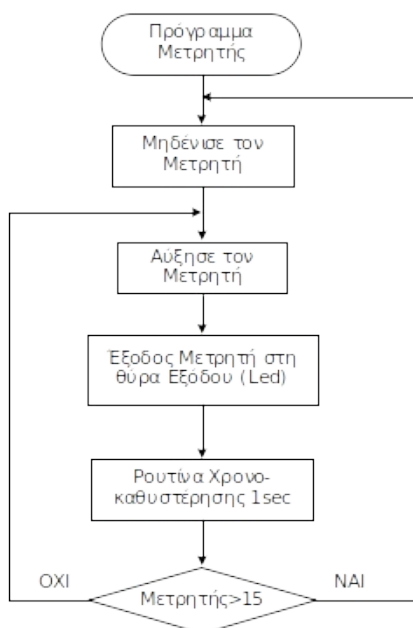 Πρόγραμμα
Μετρητής
Μηδένισε τον
Μετρητή
Αύξησε τον
Μετρητή
Έξοδος Μετρητή στη
θύρα Εξόδου (Led)
Ρουτίνα Χρονο-
καθυστέρησης 1sec
ΟΧΙ
ΝΑΙ
Μετρητής>15